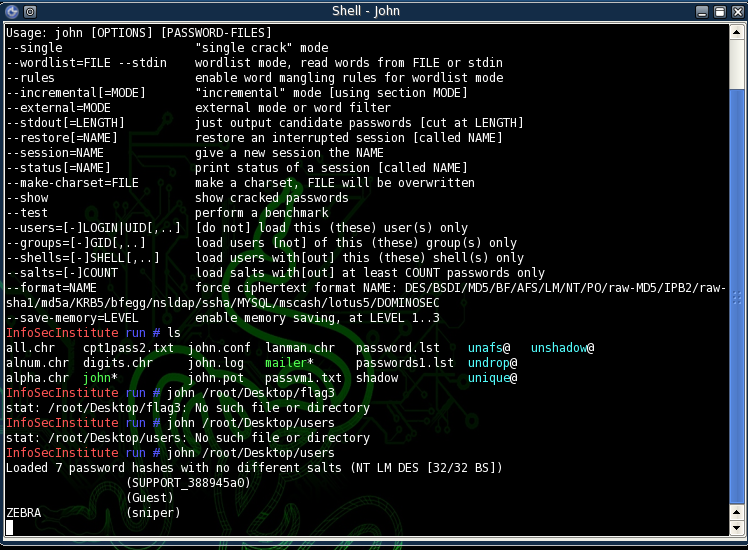 Shell - John
Usage: john [OPTIONS] [PASSWORD-FILES]
--single                   "single crack" mode
--wordlist=FILE --stdin    wordlist mode, read words from FILE or stdin
--rules                    enable word mangling rules for wordlist mode
--incremental[=MODE]       "incremental" mode [using section MODE]
--external=MODE            external mode or word filter
--stdout[=LENGTH]          just output candidate passwords [cut at LENGTH]
--restore[=NAME]           restore an interrupted session [called NAME]
--session=NAME             give a new session the NAME
--status[=NAME]            print status of a session [called NAME]
--make-charset=FILE        make a charset, FILE will be overwritten
--show                     show cracked passwords
--test                     perform a benchmark
--users=[-]LOGIN|UID[,..]  [do not] load this (these) user(s) only
--groups=[-]GID[,..]       load users [not] of this (these) group(s) only
--shells=[-]SHELL[,..]     load users with[out] this (these) shell(s) only
--salts=[-]COUNT           load salts with[out] at least COUNT passwords only
--format=NAME              force ciphertext format NAME: DES/BSDI/MD5/BF/AFS/LM/NT/PO/raw-MD5/IPB2/raw-
sha1/md5a/KRB5/bfegg/nsldap/ssha/MYSQL/mscash/lotus5/DOMINOSEC
--save-memory=LEVEL        enable memory saving, at LEVEL 1..3
InfoSecInstitute run # ls
all.chr    cpt1pass2.txt  john.conf  lanman.chr   password.lst    unafs@   unshadow@
alnum.chr  digits.chr     john.log   mailer*      passwords1.lst  undrop@
alpha.chr  john*          john.pot   passvm1.txt  shadow          unique@
InfoSecInstitute run # john /root/Desktop/flag3
stat: /root/Desktop/flag3: No such file or directory
InfoSecInstitute run # john /root/Desktop/users
stat: /root/Desktop/users: No such file or directory
InfoSecInstitute run # john /root/Desktop/users
Loaded 7 password hashes with no different salts (NT LM DES [32/32 BS])
                 (SUPPORT_388945a0)
                 (Guest)
ZEBRA            (sniper)